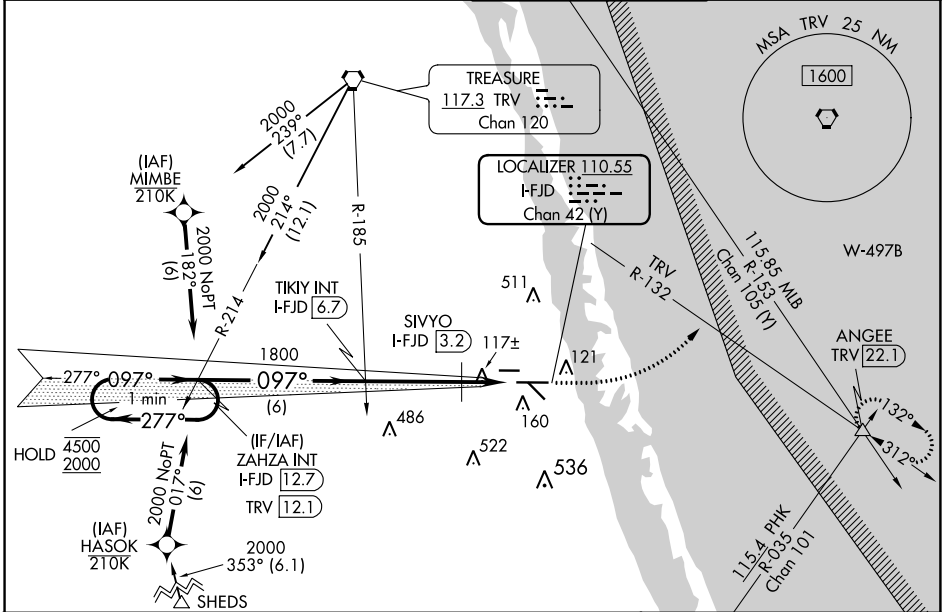 MSA TRV 25 NM
1600
TREASURE
117.3 TRV
Chan 120
2000
239°
(7.7)
(IAF)
MIMBE
210K
2000
214°
(12.1)
LOCALIZER 110.55
I-FJD
Chan 42 (Y)
R-185
2000 NoPT
182°
(6)
R-214
TRV
R-132
115.85 MLB
R-153
Chan 105 (Y)
W-497B
TIKIY INT
I-FJD 6.7
511
SIVYO
I-FJD 3.2
117±
121
ANGEE
TRV 22.1
1800
277°
097°
097°
1 min
(6)
277°
160
486
522
536
132°
312°
HOLD 4500
2000
(IF/IAF)
ZAHZA INT
I-FJD 12.7
TRV 12.1
2000 NoPT
017°
(6)
(IAF)
HASOK
210K
2000
353° (6.1)
SHEDS
115.4 PHK
R-035
Chan 101